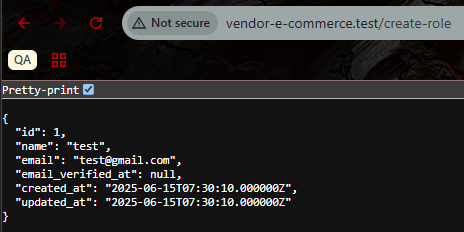 Not secure vendor-e-commerce.test/create-role
QA
Pretty-print
{
  "id": 1,
  "name": "test",
  "email": "test@gmail.com",
  "email_verified_at": null,
  "created_at": "2025-06-15T07:30:10.000000Z",
  "updated_at": "2025-06-15T07:30:10.000000Z"
}